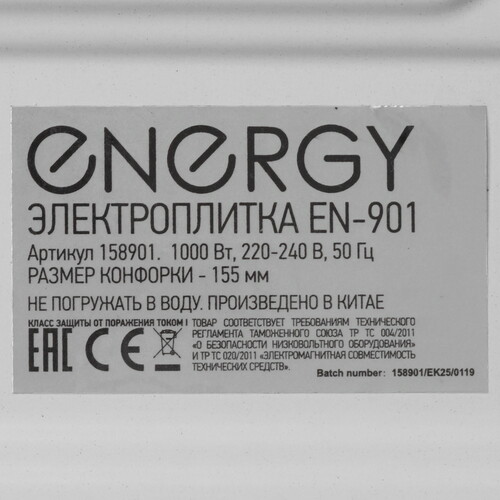 eNeRGY
ЭЛЕКТРОПЛИТКА EN-901
Артикул 158901. 1000 Вт, 220-240 В, 50 Гц
РАЗМЕР КОНФОРКИ - 155 мм
НЕ ПОГРУЖАТЬ В ВОДУ. ПРОИЗВЕДЕНО В КИТАЕ
КЛАСС ЗАЩИТЫ ОТ ПОРАЖЕНИЯ ТОКОМ I
EAC CE
ТОВАР СООТВЕТСТВУЕТ ТРЕБОВАНИЯМ ТЕХНИЧЕСКОГО
РЕГЛАМЕНТА ТАМОЖЕННОГО СОЮЗА ТР ТС 004/2011
«О БЕЗОПАСНОСТИ НИЗКОВОЛЬТНОГО ОБОРУДОВАНИЯ»
И ТР ТС 020/2011 «ЭЛЕКТРОМАГНИТНАЯ СОВМЕСТИМОСТЬ
ТЕХНИЧЕСКИХ СРЕДСТВ».
Batch number: 158901/EK25/0119